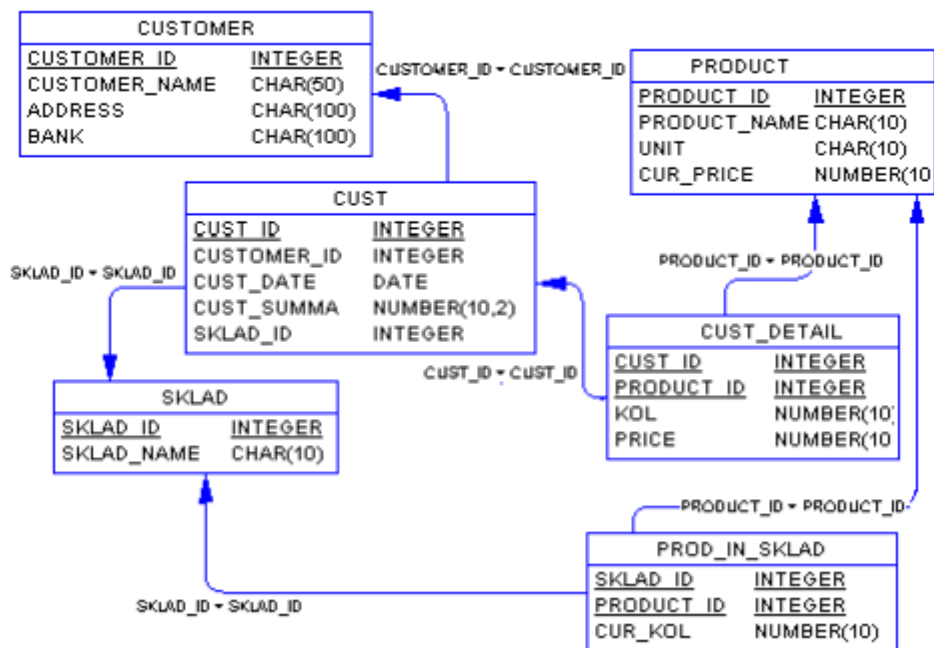 CUSTOMER
CUSTOMER_ID INTEGER
CUSTOMER_NAME CHAR(50)
ADDRESS CHAR(100)
BANK CHAR(100)
CUSTOMER_ID = CUSTOMER_ID
PRODUCT
PRODUCT_ID INTEGER
PRODUCT_NAME CHAR(10)
UNIT CHAR(10)
CUR_PRICE NUMBER(10
CUST
CUST_ID INTEGER
CUSTOMER_ID INTEGER
CUST_DATE DATE
CUST_SUMMA NUMBER(10,2)
SKLAD_ID INTEGER
SKLAD_ID = SKLAD_ID
PRODUCT_ID = PRODUCT_ID
CUST_DETAIL
CUST_ID INTEGER
PRODUCT_ID INTEGER
KOL NUMBER(10)
PRICE NUMBER(10
CUST_ID = CUST_ID
SKLAD
SKLAD_ID INTEGER
SKLAD_NAME CHAR(10)
PRODUCT_ID = PRODUCT_ID
PROD_IN_SKLAD
SKLAD_ID INTEGER
PRODUCT_ID INTEGER
CUR_KOL NUMBER(10)
SKLAD_ID = SKLAD_ID